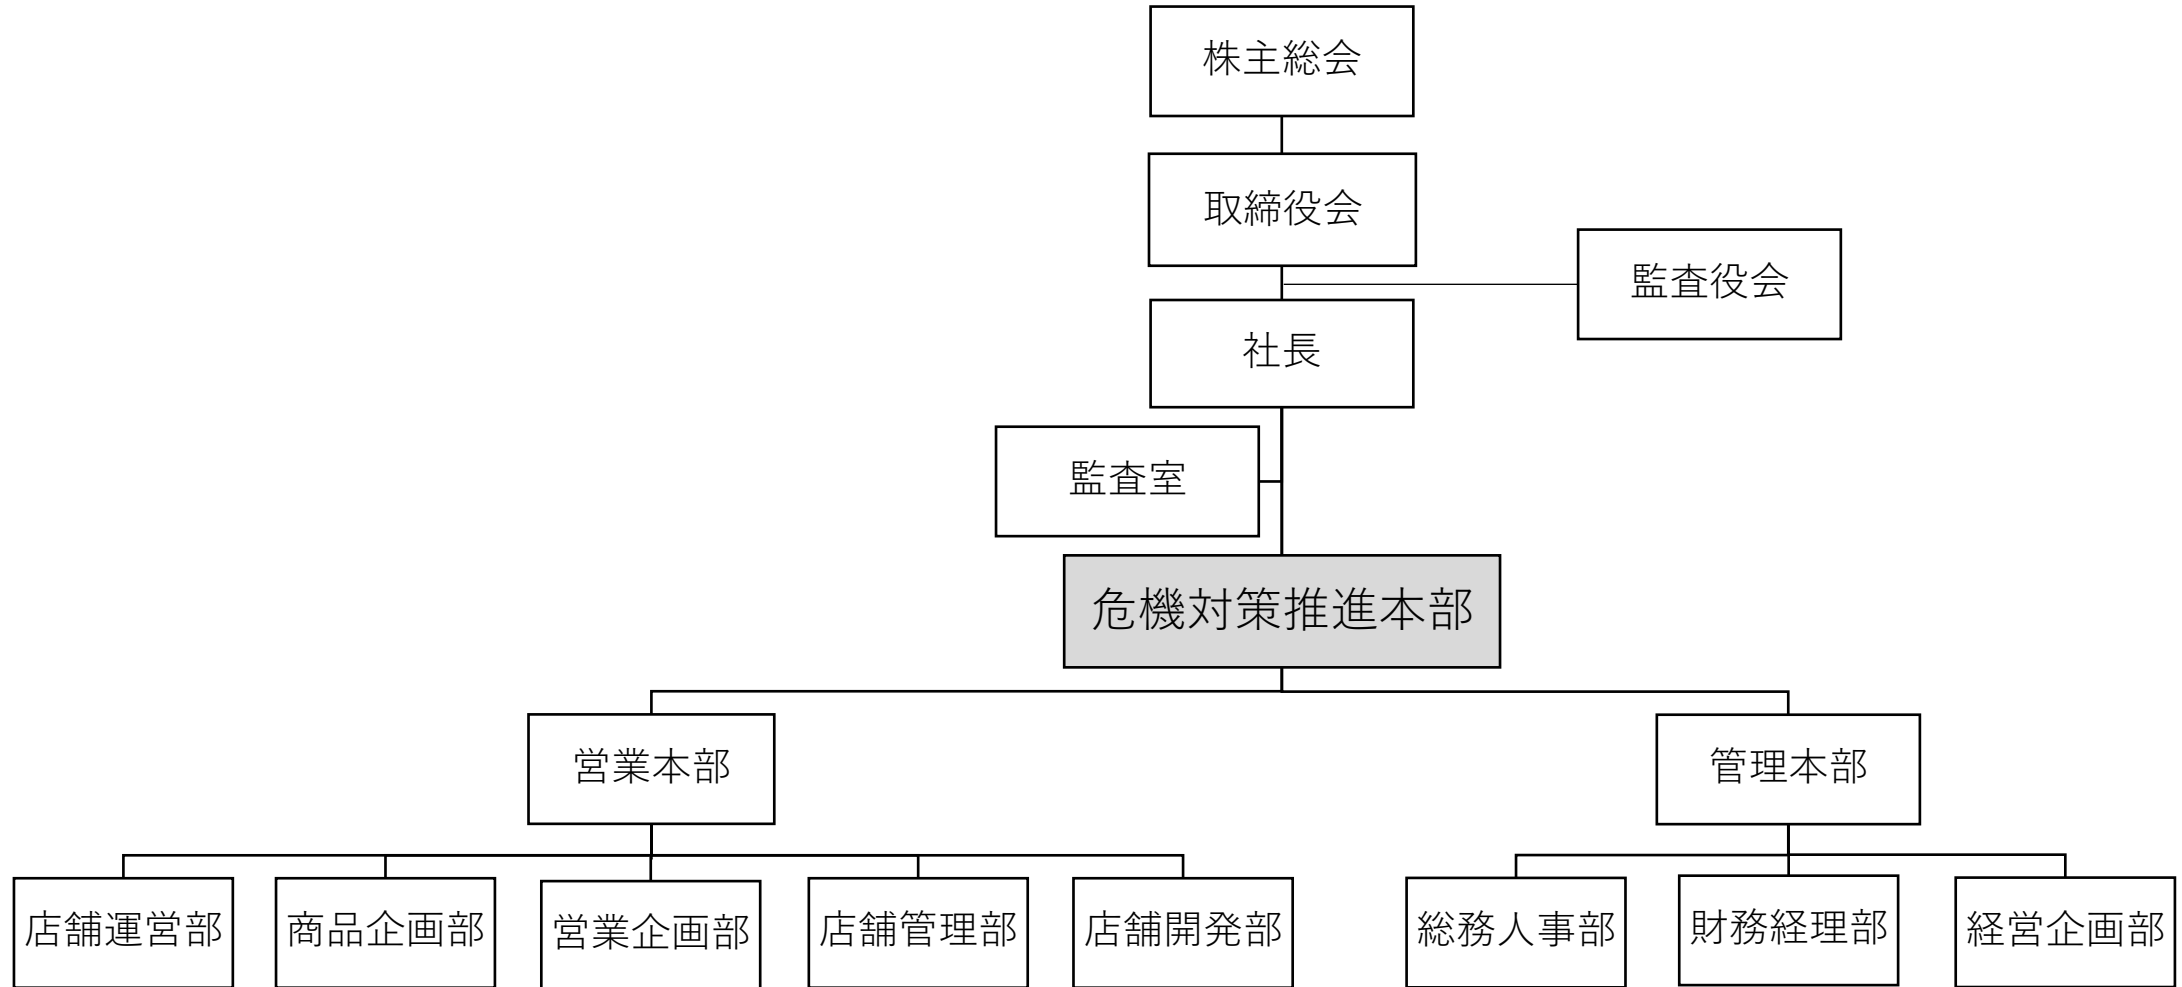 株主総会
取締役会
監査役会
社長
監査室
危機対策推進本部
営業本部
管理本部
店舗運営部
商品企画部
営業企画部
店舗管理部
店舗開発部
総務人事部
財務経理部
経営企画部